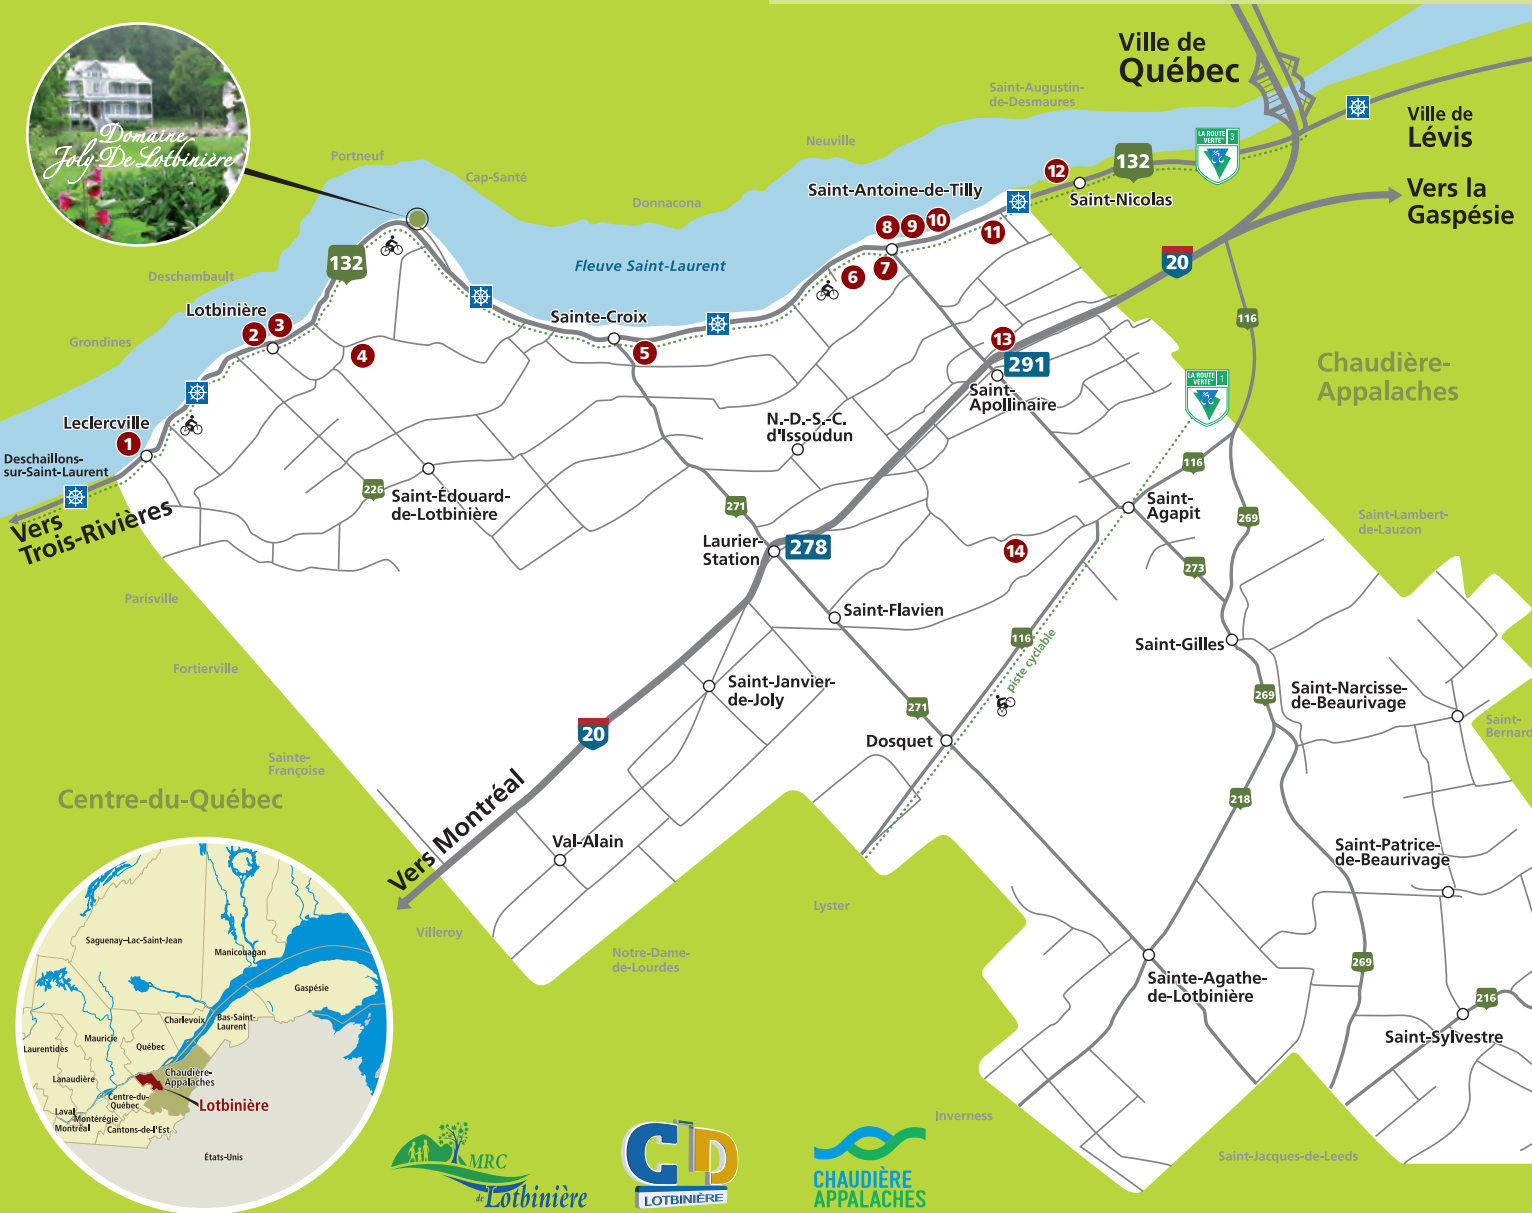 Ville de
Québec
Saint-Augustin-
de-Desmaures
LA ROUTE
VERTE 3
Ville de
Lévis
Domaine
Joly-De Lotbinière
Portneuf
Cap-Santé
Neuville
Donnacona
Saint-Antoine-de-Tilly
12
132
Saint-Nicolas
Vers la
Gaspésie
8
9
10
11
132
Deschambault
Fleuve Saint-Laurent
6
7
20
Lotbinière
2
3
4
Grondines
Sainte-Croix
5
13
291
116
Saint-
Apollinaire
LA ROUTE
VERTE 1
Chaudière-
Appalaches
Leclercville
1
N.-D.-S.-C.
d'Issoudun
Deschaillons-
sur-Saint-Laurent
116
226
Saint-Édouard-
de-Lotbinière
271
Saint-
Agapit
269
Saint-Lambert-
de-Lauzon
Vers
Trois-Rivières
Laurier-
Station
278
14
273
Parisville
Saint-Flavien
116
piste cyclable
Saint-Gilles
Fortierville
Saint-Janvier-
de-Joly
271
269
Saint-Narcisse-
de-Beaurivage
Saint-
Bernard
20
Dosquet
Sainte-
Françoise
Centre-du-Québec
218
Vers Montréal
Val-Alain
Saint-Patrice-
de-Beaurivage
Villeroy
Lyster
Notre-Dame-
de-Lourdes
269
Sainte-Agathe-
de-Lotbinière
216
Saint-Sylvestre
Inverness
Saint-Jacques-de-Leeds
Saguenay–Lac-Saint-Jean
Manicouagan
Gaspésie
Charlevoix
Bas-Saint-
Laurent
Mauricie
Québec
Laurentides
Lanaudière
Chaudière-
Appalaches
Centre-du-
Québec
Lotbinière
Laval
Montérégie
Montréal
Cantons-de-l'Est
États-Unis
MRC
de Lotbinière
CLD
LOTBINIÈRE
CHAUDIÈRE
APPALACHES